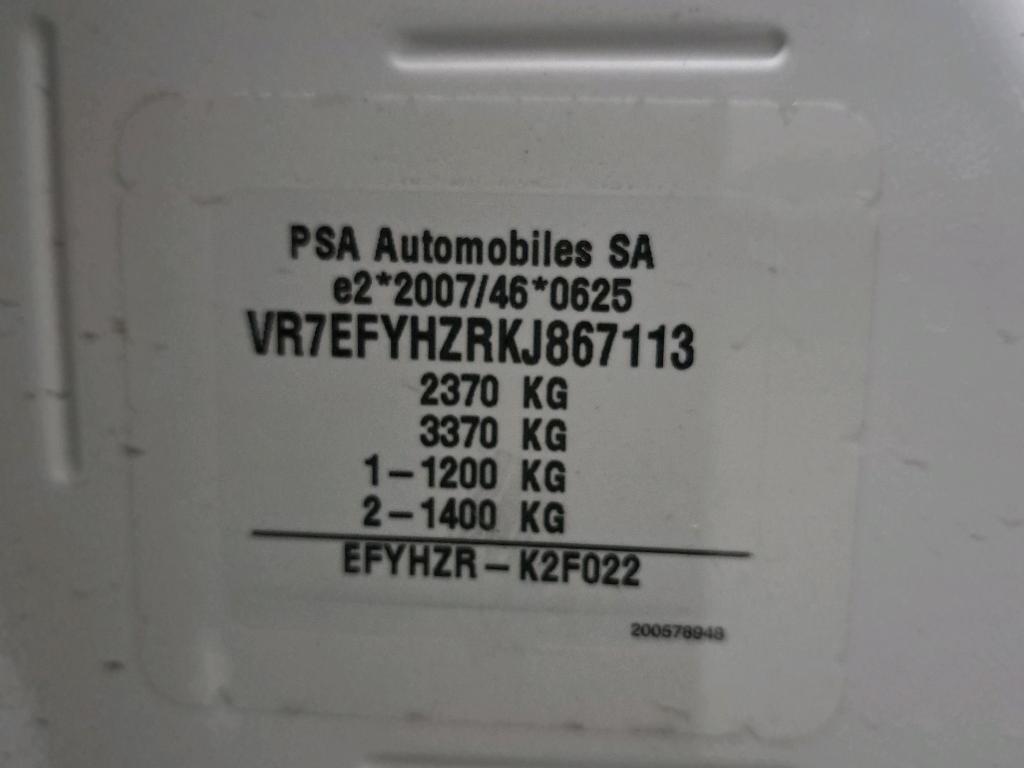 PSA Automobiles SA
e2*2007/46*0625
VR7EFYHZRKJ867113
2370 KG
3370 KG
1-1200 KG
2-1400 KG
EFYHZR-K2F022
200578948